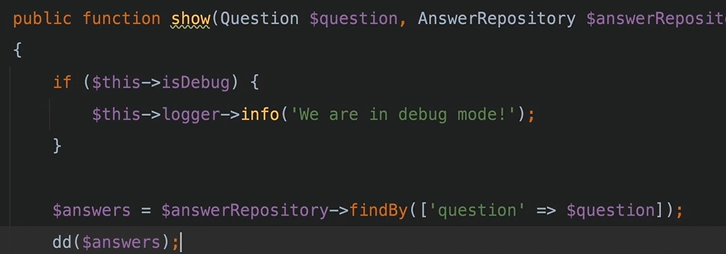 public function show(Question $question, AnswerRepository $answerReposit
{
if ($this->isDebug) {
$this->logger->info('We are in debug mode!');
}
$answers = $answerRepository->findBy(['question' => $question]);
dd($answers);